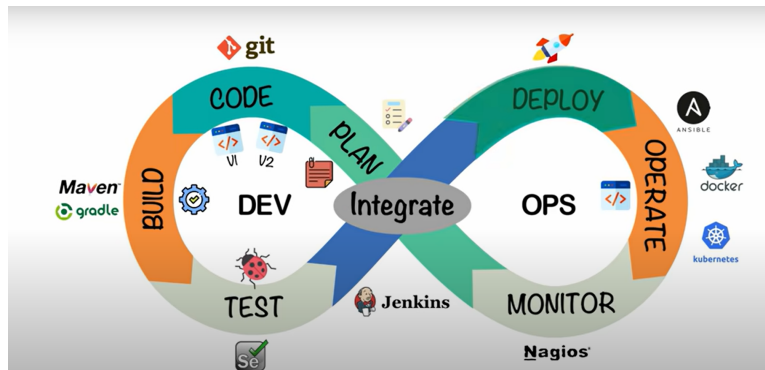 git
CODE
PLAN
</>
V1
</>
V2
BUILD
Maven™
gradle
DEV
TEST
Se
Integrate
Jenkins
DEPLOY
OPERATE
OPS
</>
MONITOR
Nagios®
A
ANSIBLE
docker
kubernetes